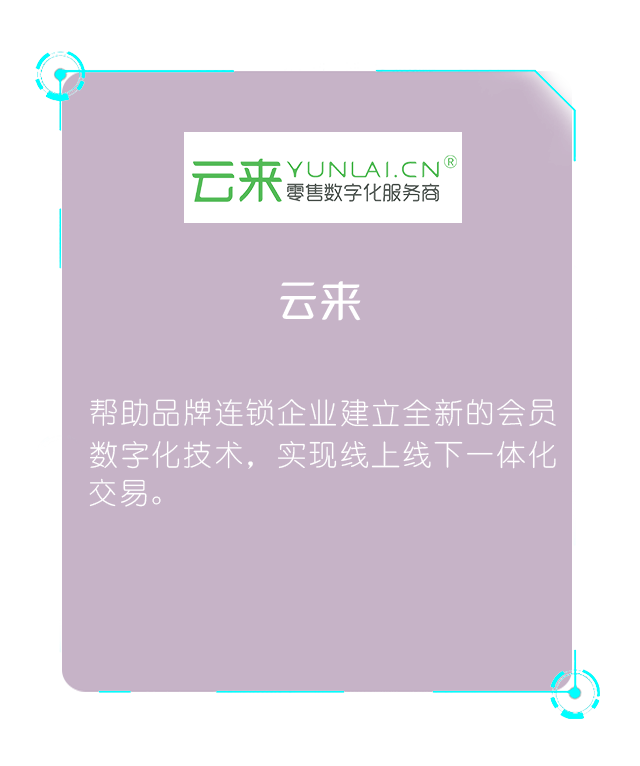 云来 YUNLAI.CN®
零售数字化服务商
云来
帮助品牌连锁企业建立全新的会员
数字化技术，实现线上线下一体化
交易。